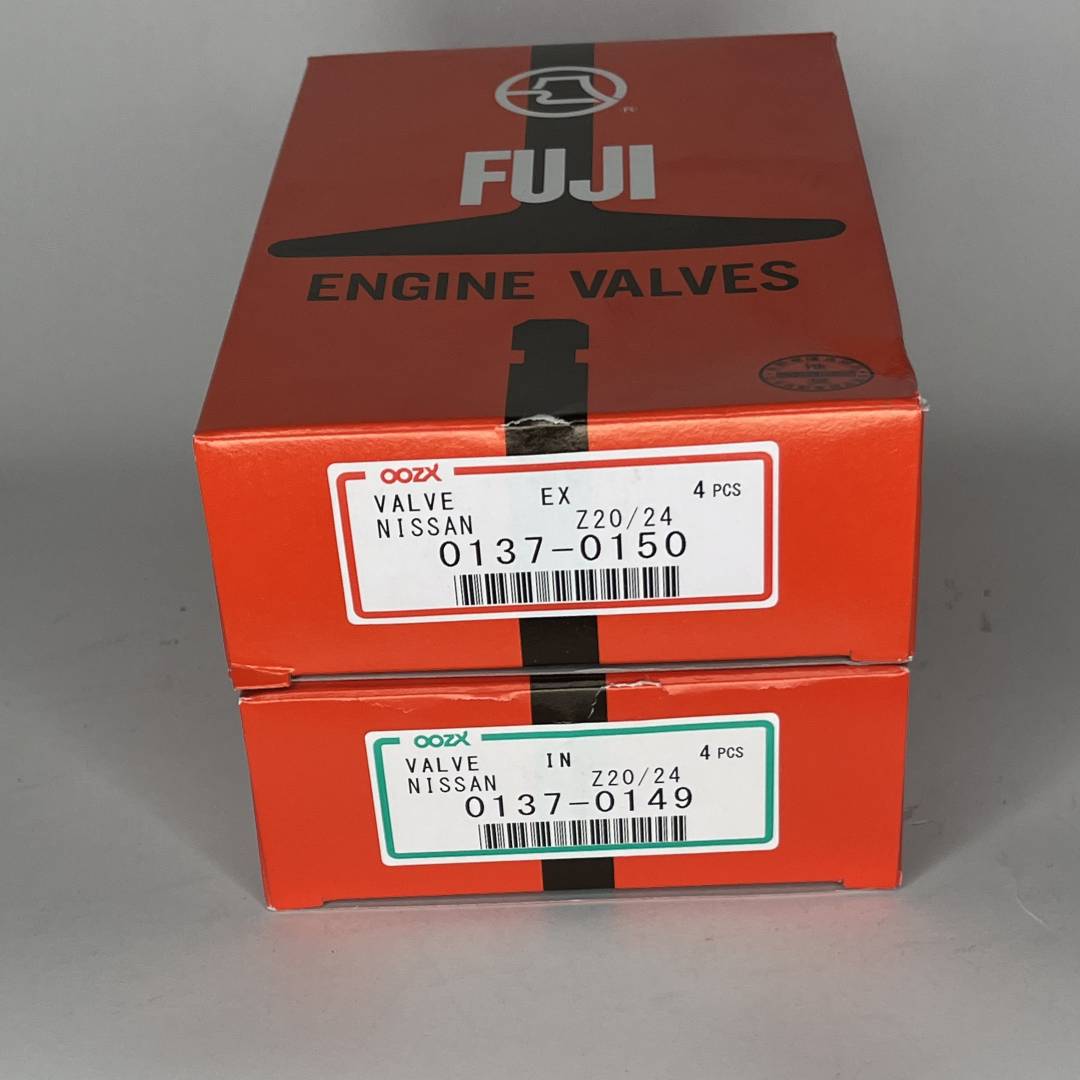 R
FUJI
ENGINE VALVES
OOZX
VALVE EX 4 PCS
NISSAN Z20/24
0137-0150
OOZX
VALVE IN 4 PCS
NISSAN Z20/24
0137-0149